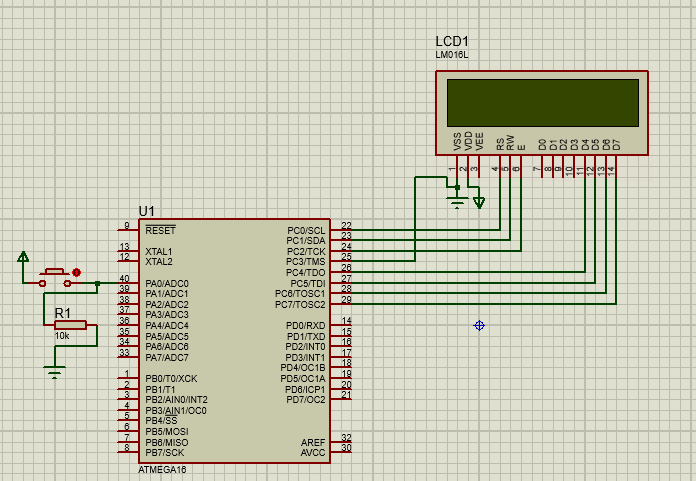 LCD1
LM016L
VSS
VDD
VEE
RS
RW
E
D0
D1
D2
D3
D4
D5
D6
D7
1
2
3
4
5
6
7
8
9
10
11
12
13
14
U1
9 RESET
13 XTAL1
12 XTAL2
40 PA0/ADC0
39 PA1/ADC1
38 PA2/ADC2
37 PA3/ADC3
36 PA4/ADC4
35 PA5/ADC5
34 PA6/ADC6
33 PA7/ADC7
1 PB0/T0/XCK
2 PB1/T1
3 PB2/AIN0/INT2
4 PB3/AIN1/OC0
5 PB4/SS
6 PB5/MOSI
7 PB6/MISO
8 PB7/SCK
PC0/SCL 22
PC1/SDA 23
PC2/TCK 24
PC3/TMS 25
PC4/TDO 26
PC5/TDI 27
PC6/TOSC1 28
PC7/TOSC2 29
PD0/RXD 14
PD1/TXD 15
PD2/INT0 16
PD3/INT1 17
PD4/OC1B 18
PD5/OC1A 19
PD6/ICP1 20
PD7/OC2 21
AREF 32
AVCC 30
ATMEGA16
R1
10k